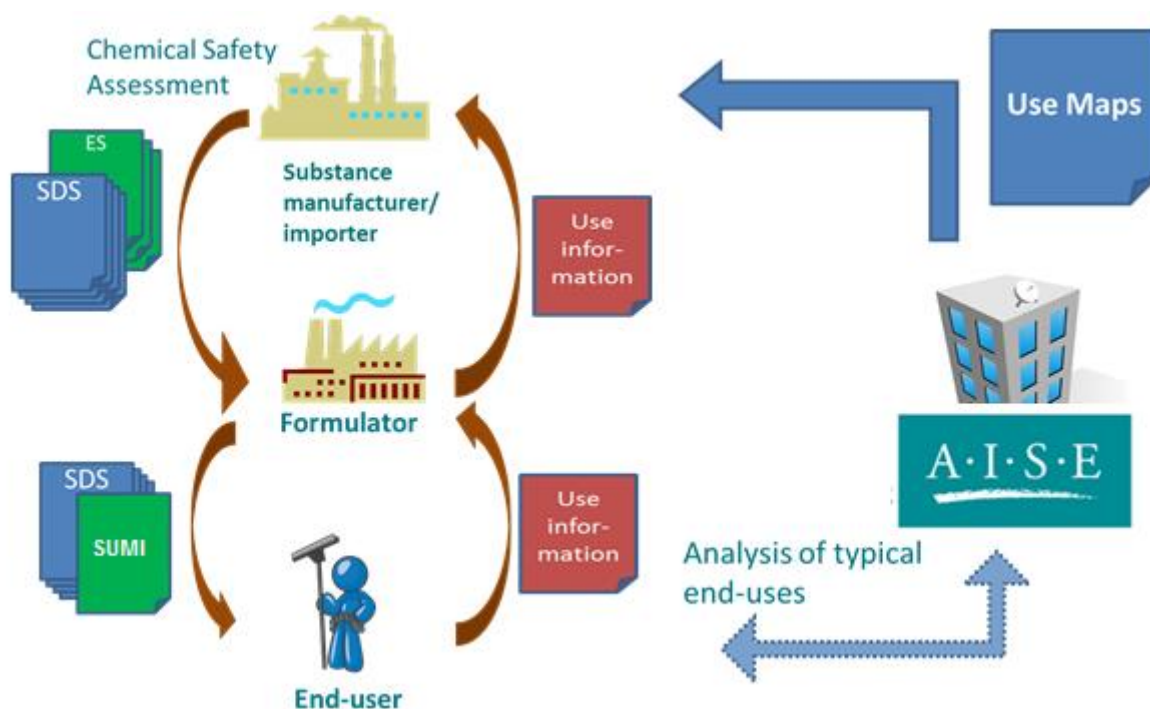 Chemical Safety
Assessment
ES
SDS
Substance
manufacturer/
importer
Use
infor-
mation
Use Maps
Formulator
A·I·S·E
SDS
SUMI
Use
infor-
mation
Analysis of typical
end-uses
End-user